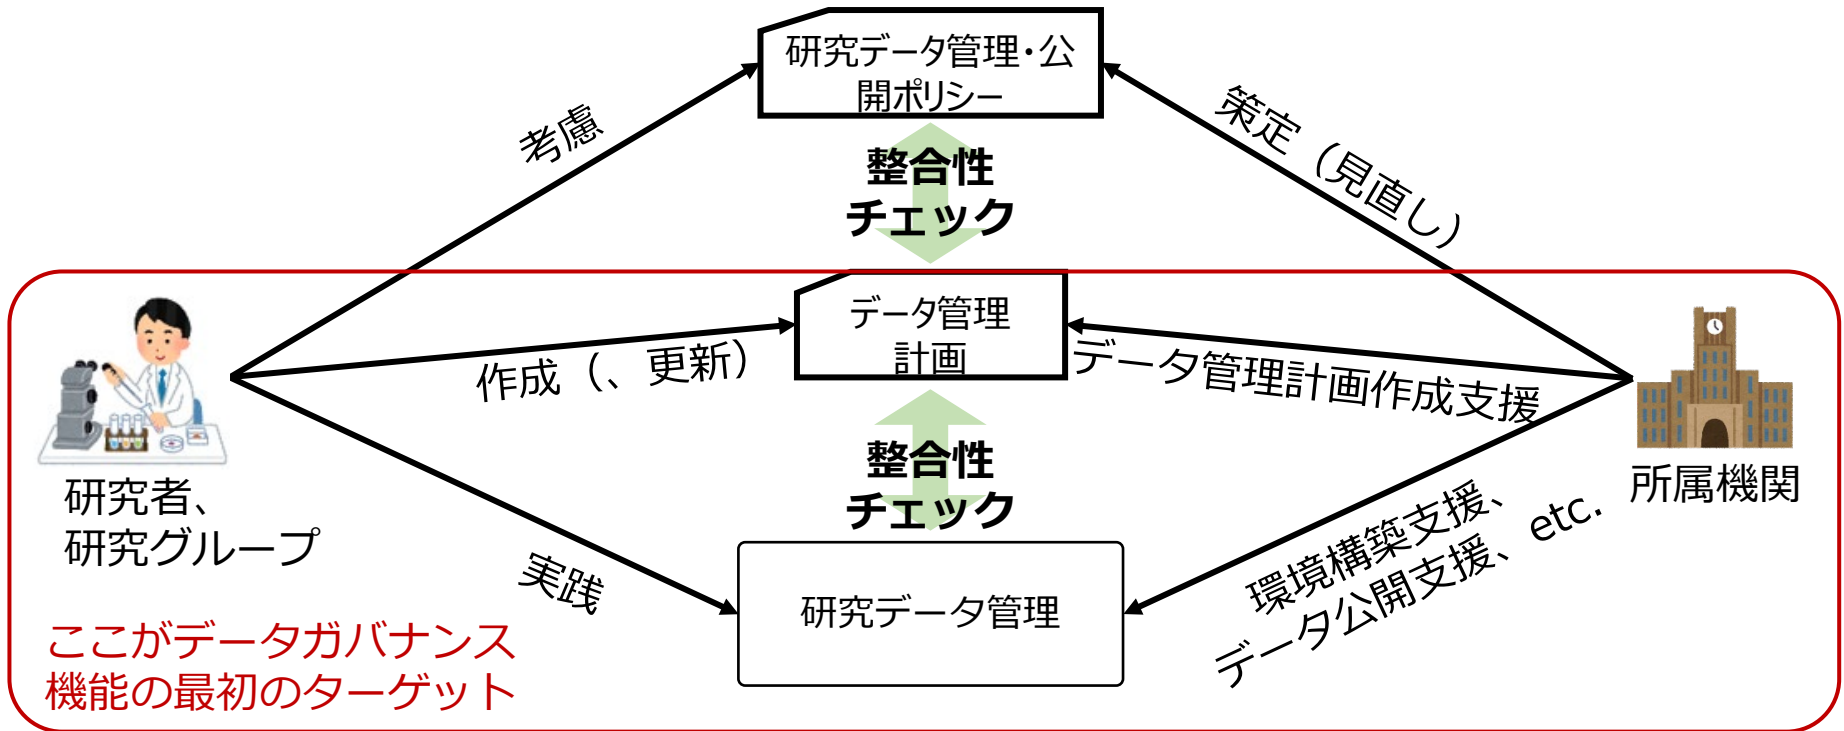 研究データ管理・公
開ポリシー
考慮
策定（見直し）
整合性
チェック
データ管理
計画
作成（、更新）
データ管理計画作成支援
整合性
チェック
研究者、
研究グループ
所属機関
実践
研究データ管理
環境構築支援、
データ公開支援、etc.
ここがデータガバナンス
機能の最初のターゲット